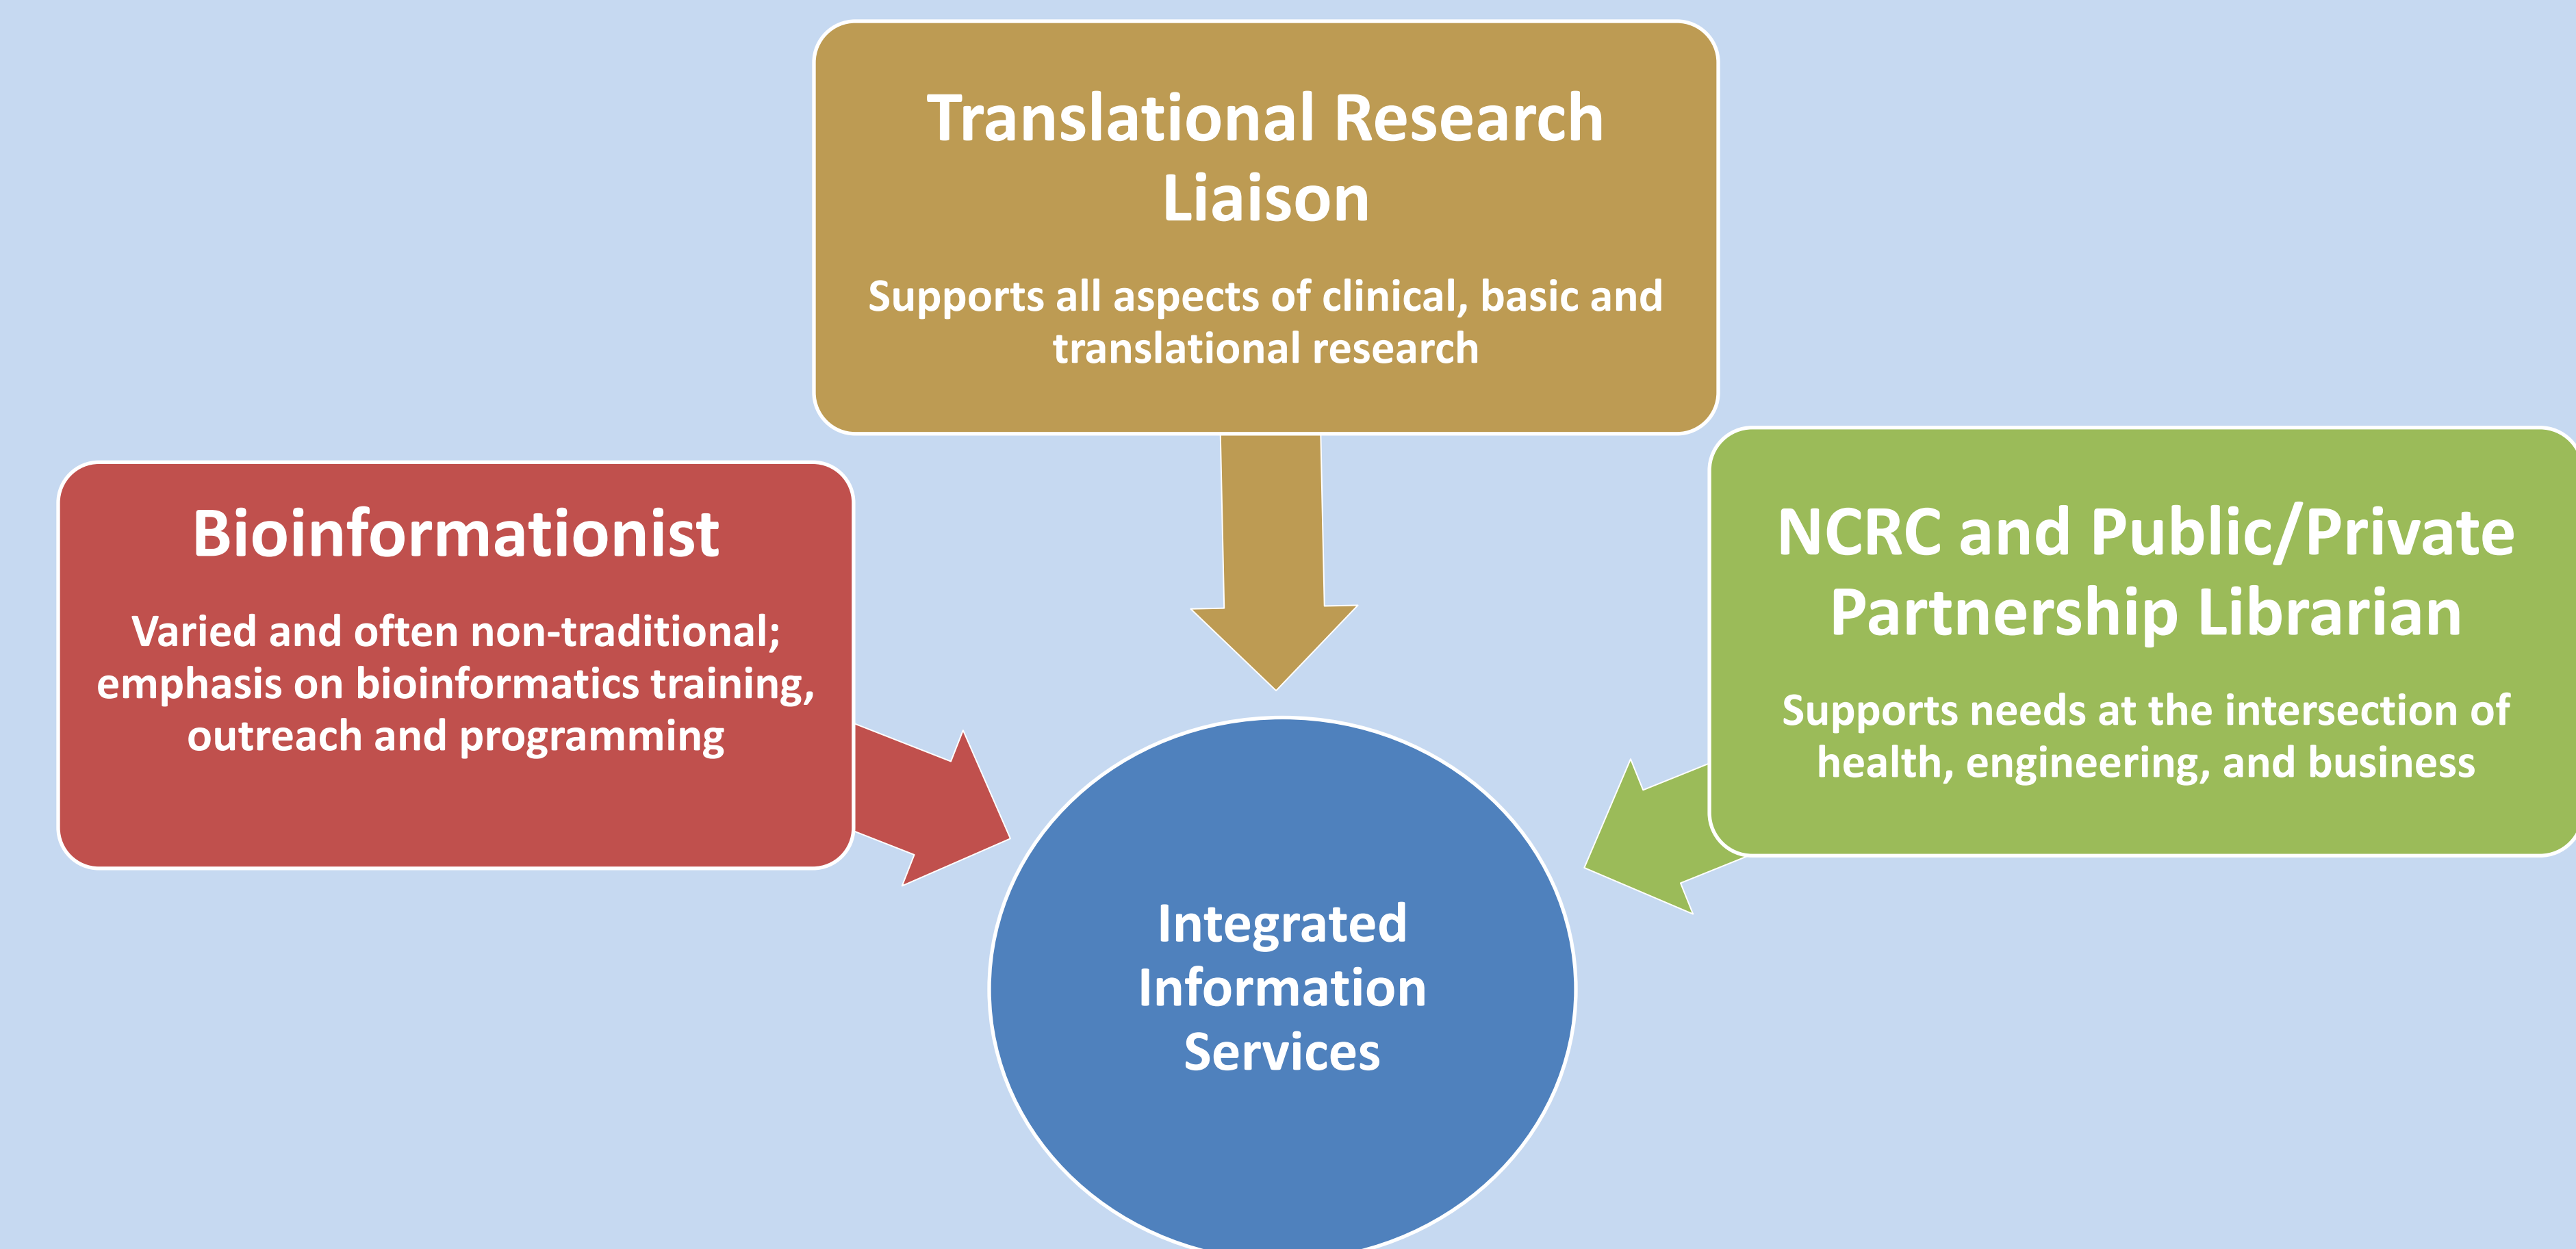 Translational Research
Liaison
Supports all aspects of clinical, basic and
translational research
Bioinformationist
Varied and often non-traditional;
emphasis on bioinformatics training,
outreach and programming
NCRC and Public/Private
Partnership Librarian
Supports needs at the intersection of
health, engineering, and business
Integrated
Information
Services